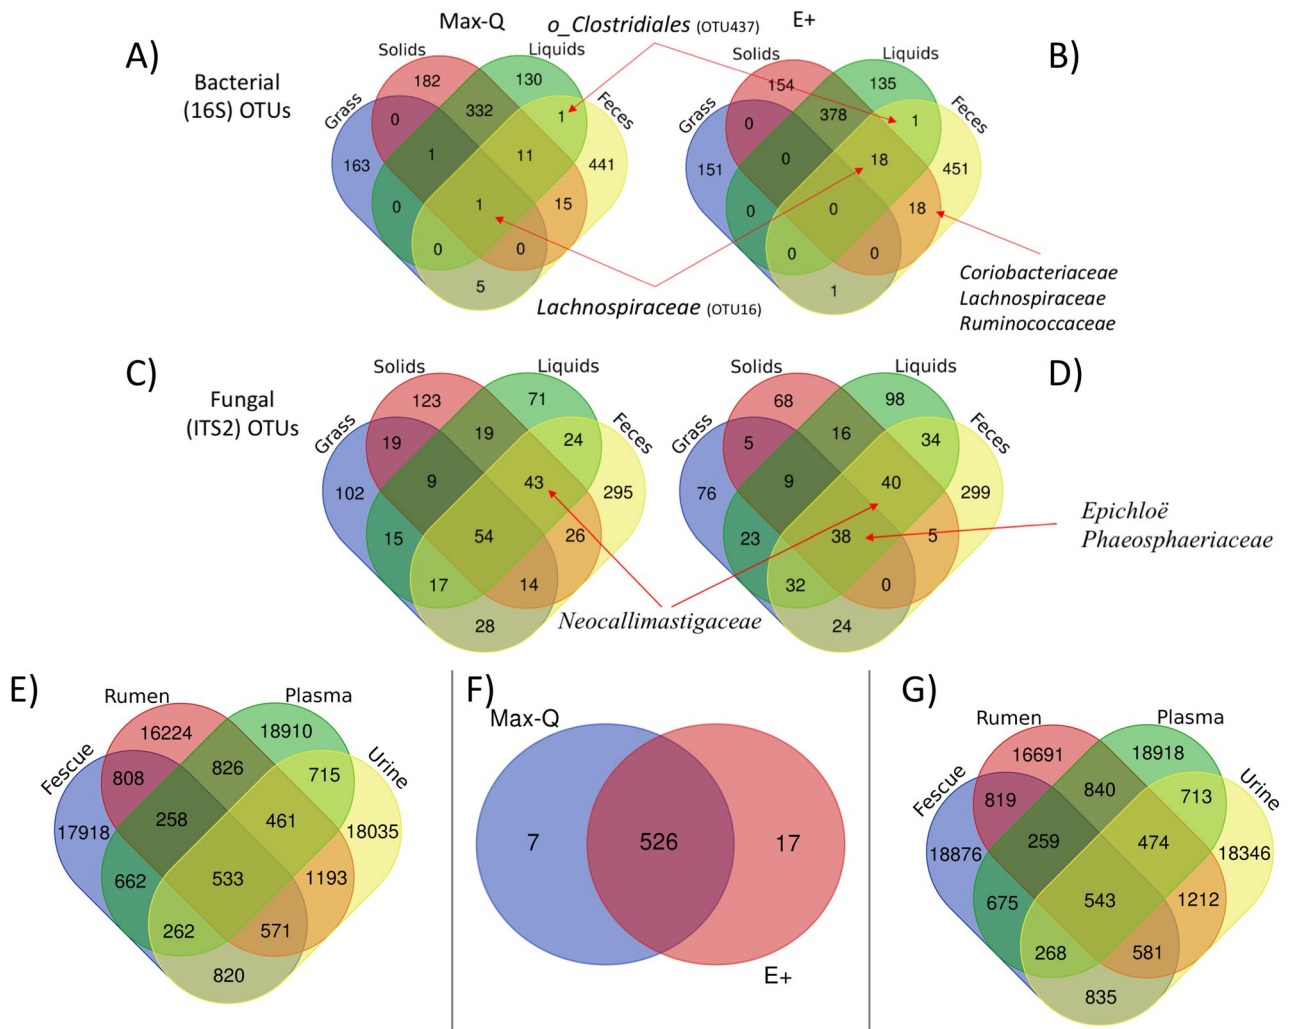 Max-Q
o_Clostridiales (OTU437)
E+
A)
B)
Bacterial
(16S) OTUs
Solids
Liquids
Grass
Feces
182
130
0
332
1
163
1
11
441
0
1
15
0
0
5
Solids
Liquids
Grass
Feces
154
135
0
378
1
151
0
18
451
0
0
18
0
0
1
Lachnospiraceae (OTU16)
Coriobacteriaceae
Lachnospiraceae
Ruminococcaceae
C)
D)
Fungal
(ITS2) OTUs
Solids
Liquids
Grass
Feces
123
71
19
19
24
102
9
43
295
15
54
26
17
14
28
Solids
Liquids
Grass
Feces
68
98
5
16
34
76
9
40
299
23
38
5
32
0
24
Epichloë
Phaeosphaeriaceae
Neocallimastigaceae
E)
Rumen
Plasma
Fescue
Urine
16224
18910
808
826
715
17918
258
461
18035
662
533
1193
262
571
820
F)
Max-Q
7
526
17
E+
G)
Rumen
Plasma
Fescue
Urine
16691
18918
819
840
713
18876
259
474
18346
675
543
1212
268
581
835